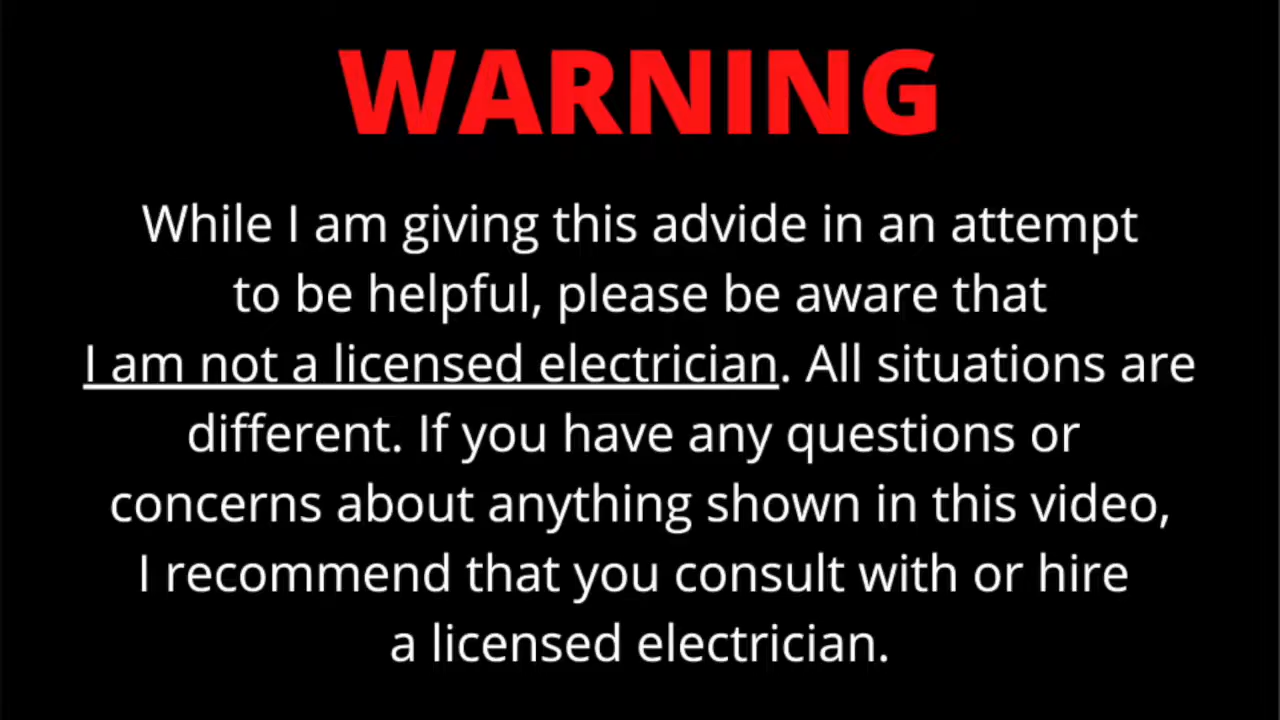 WARNING
While I am giving this advide in an attempt
to be helpful, please be aware that
I am not a licensed electrician. All situations are
different. If you have any questions or
concerns about anything shown in this video,
I recommend that you consult with or hire
a licensed electrician.